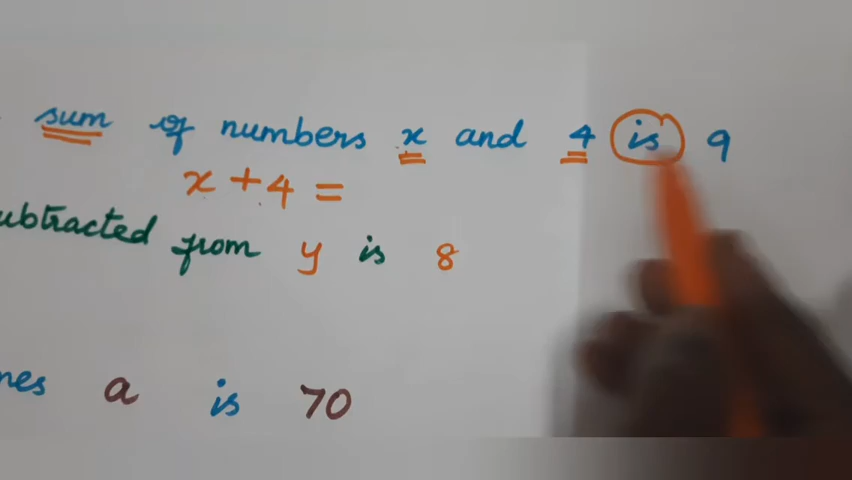 sum of numbers x and 4 is 9
x + 4 =
ubtracted from y is 8
nes a is 70